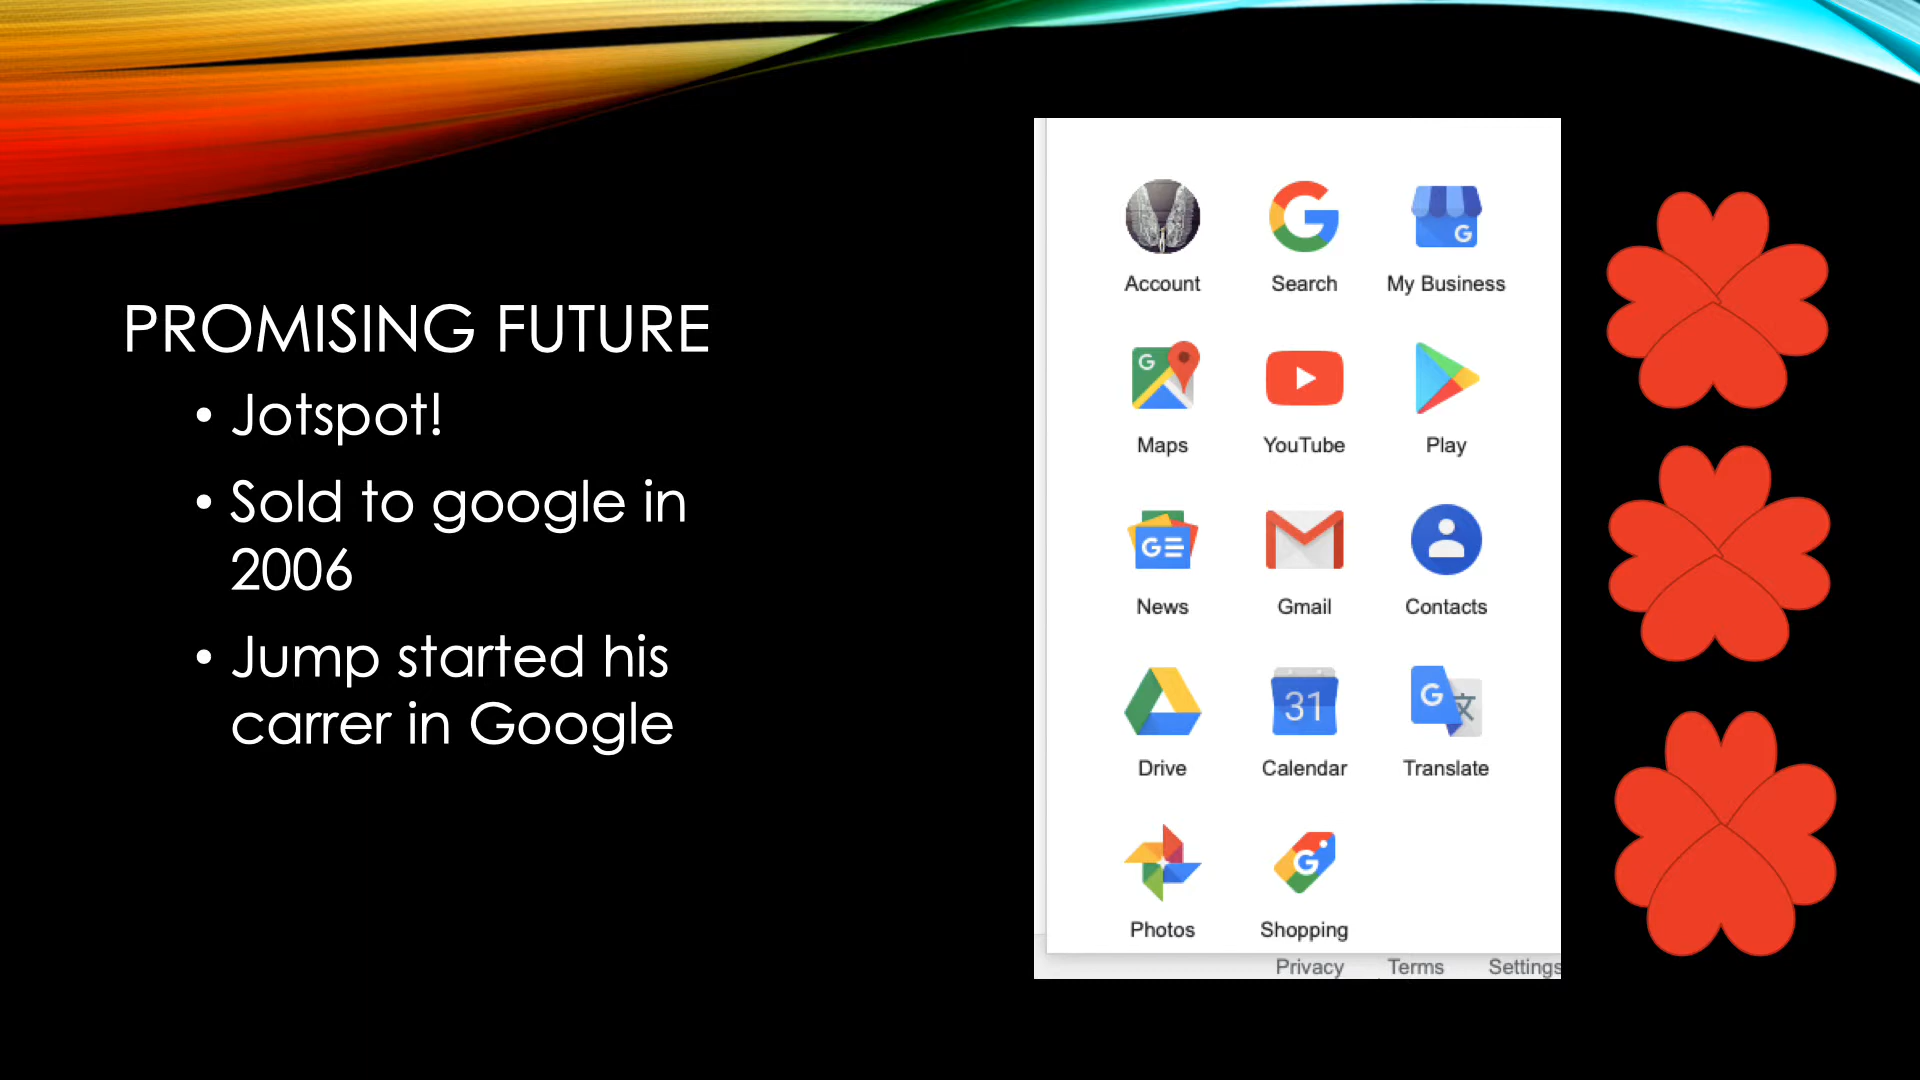 PROMISING FUTURE
• Jotspot!
• Sold to google in
2006
• Jump started his
carrer in Google
Account Search My Business
G
G
Maps YouTube Play
G
News Gmail Contacts
31 G 文
Drive Calendar Translate
G
Photos Shopping
Privacy Terms Settings